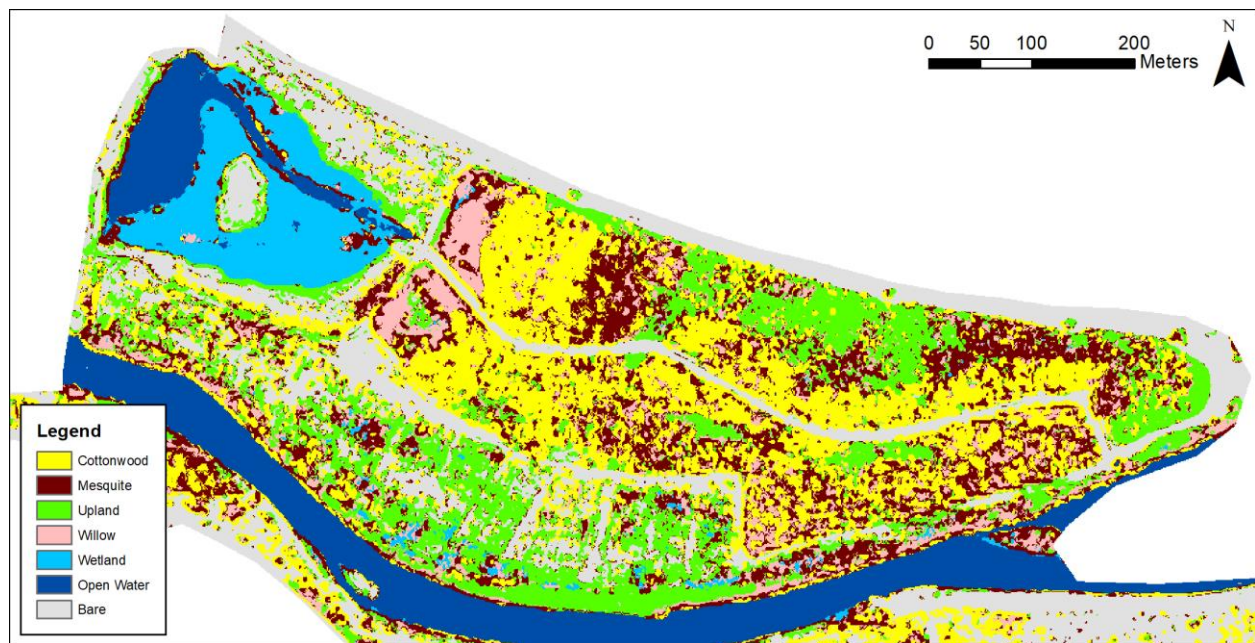 N
0 50 100 200
Meters
Legend
Cottonwood
Mesquite
Upland
Willow
Wetland
Open Water
Bare